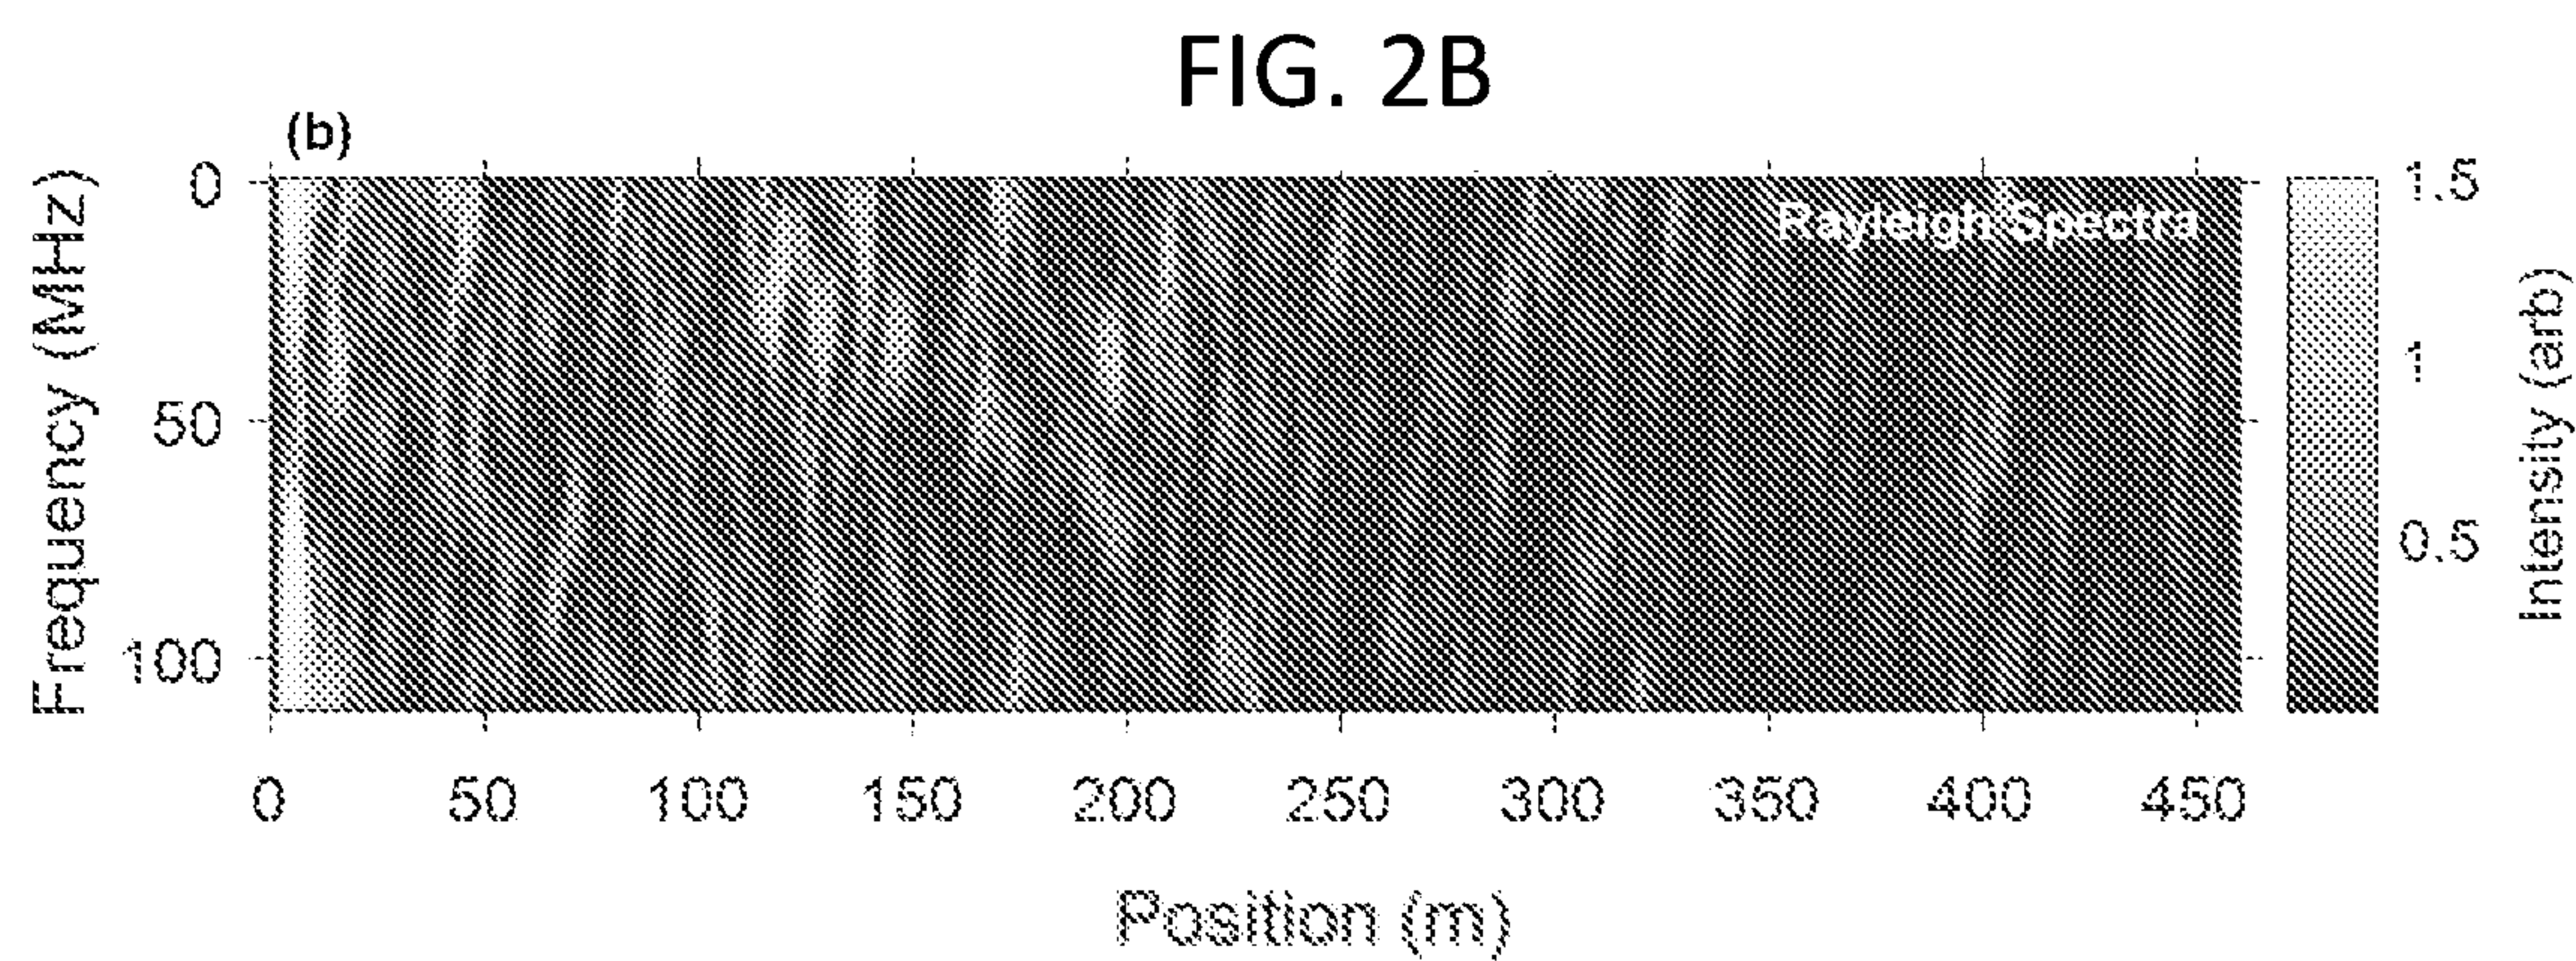 FIG. 2B
(b)
Rayleigh Spectra
Frequency (MHz)
0
50
100
0 50 100 150 200 250 300 350 400 450
Position (m)
1.5
1
0.5
Intensity (arb)